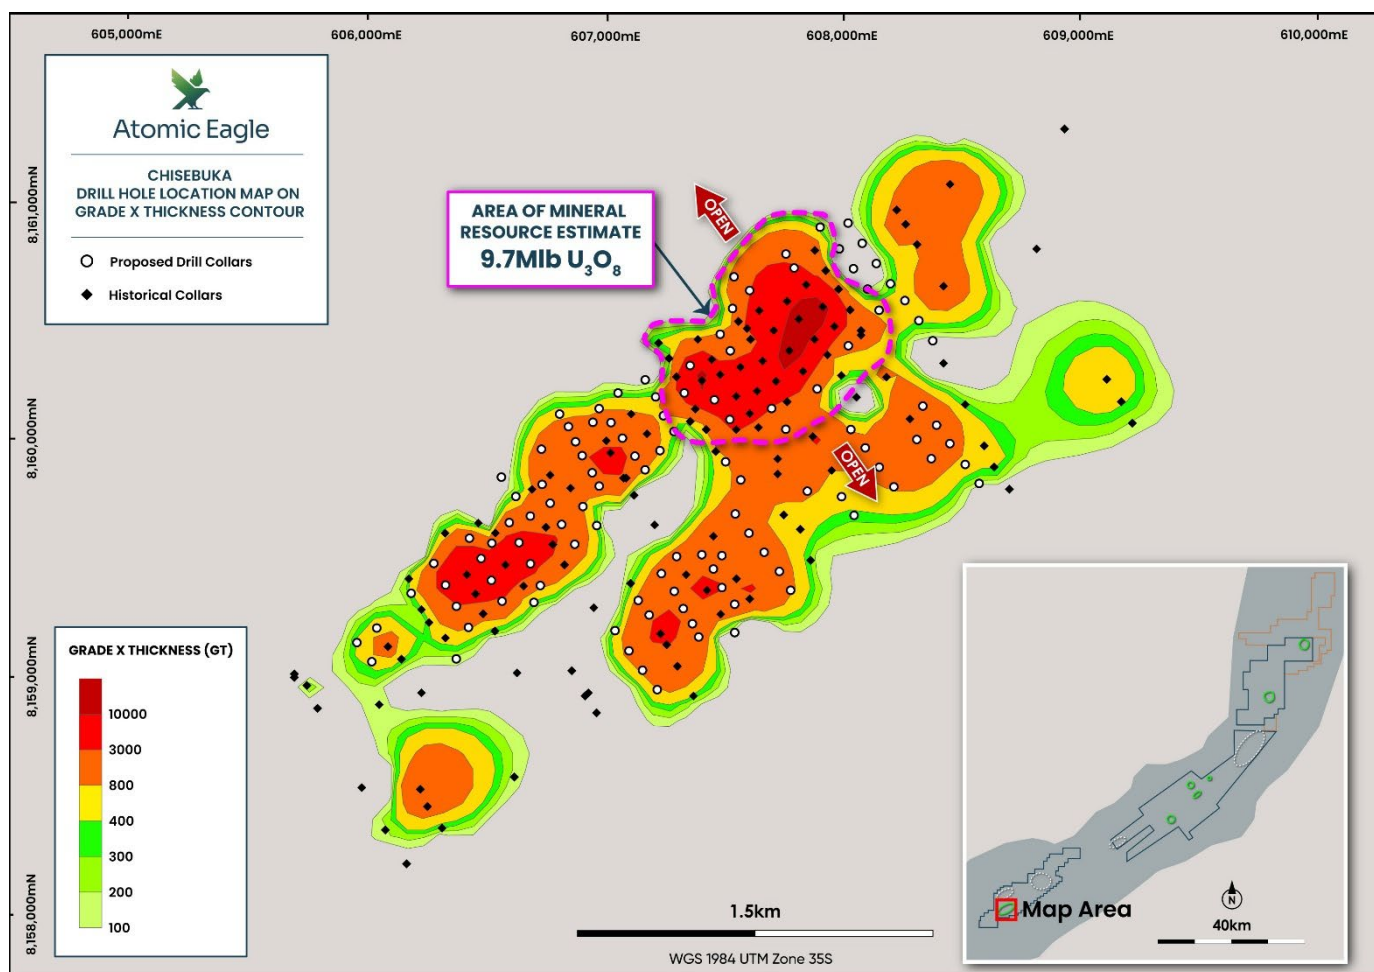 605,000mE 606,000mE 607,000mE 608,000mE 609,000mE 610,000mE
Atomic Eagle
CHISEBUKA
DRILL HOLE LOCATION MAP ON
GRADE X THICKNESS CONTOUR
Proposed Drill Collars
Historical Collars
8,161,000mN
8,160,000mN
8,159,000mN
8,158,000mN
AREA OF MINERAL
RESOURCE ESTIMATE
9.7Mlb U₃O₈
OPEN
OPEN
GRADE X THICKNESS (GT)
10000
3000
800
400
300
200
100
1.5km
WGS 1984 UTM Zone 35S
Map Area
N
40km